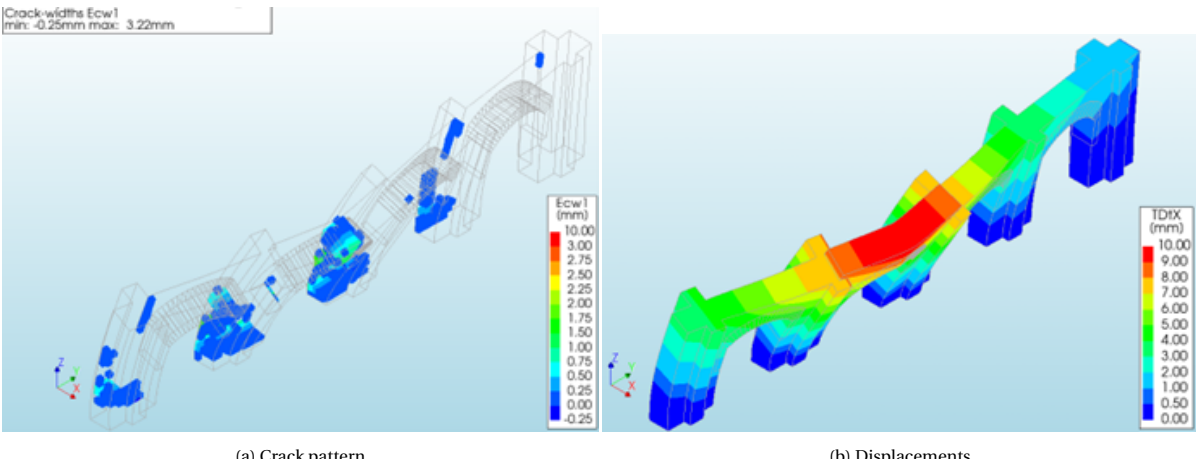 Crack-widths Ecw1
min: -0.25mm max: 3.22mm
Ecw1
(mm)
10.00
3.00
2.75
2.50
2.25
2.00
1.75
1.50
1.25
1.00
0.75
0.50
0.25
0.00
-0.25
Z
Y
X
TDtX
(mm)
10.00
9.00
8.00
7.00
6.00
5.00
4.00
3.00
2.00
1.00
0.50
0.00
Z
Y
X
(a) Crack pattern
(b) Displacements